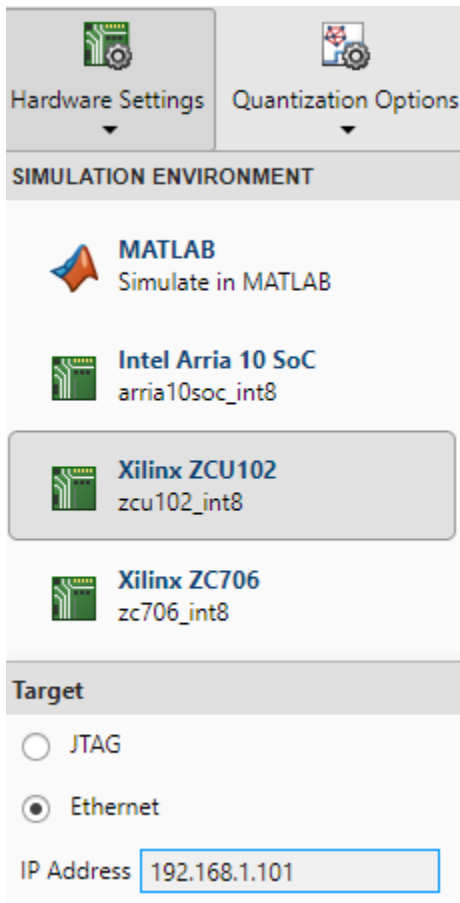 Hardware Settings
Quantization Options
SIMULATION ENVIRONMENT
MATLAB
Simulate in MATLAB
Intel Arria 10 SoC
arria10soc_int8
Xilinx ZCU102
zcu102_int8
Xilinx ZC706
zc706_int8
Target
JTAG
Ethernet
IP Address 192.168.1.101